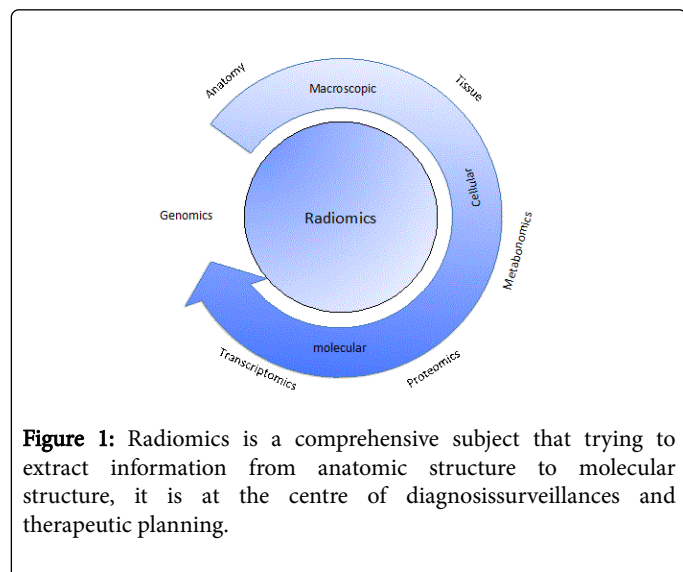 Anatomy
Macroscopic
Tissue
Cellular
Radiomics
Genomics
Metabonomics
molecular
Transcriptomics
Proteomics
Figure 1: Radiomics is a comprehensive subject that trying to
extract information from anatomic structure to molecular
structure, it is at the centre of diagnosissurveillances and
therapeutic planning.